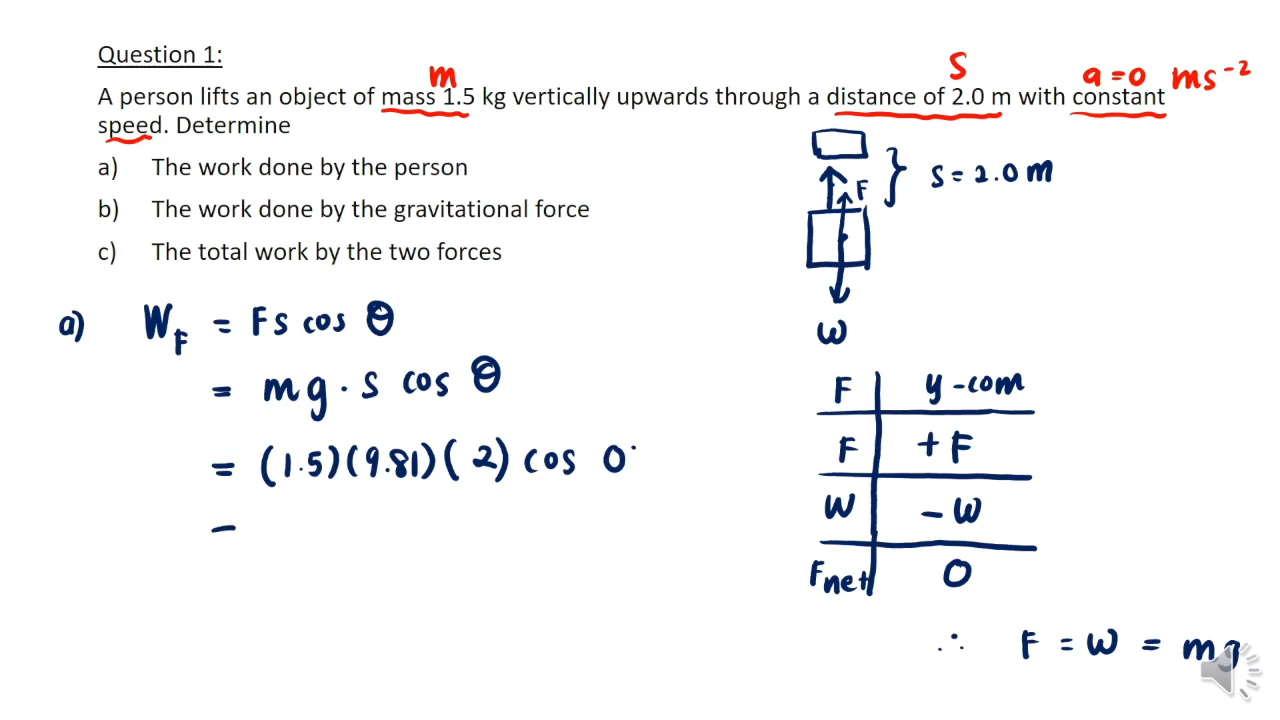 Question 1:
m
S
a = 0 ms⁻²
A person lifts an object of mass 1.5 kg vertically upwards through a distance of 2.0 m with constant
speed. Determine
a) The work done by the person
b) The work done by the gravitational force
c) The total work by the two forces
F
s = 2.0 m
W
a) W_F = Fs cos θ
= mg · s cos θ
= (1.5)(9.81)(2) cos 0°
F | y-com
F | +F
W | -W
Fnet | 0
∴ F = W = mg